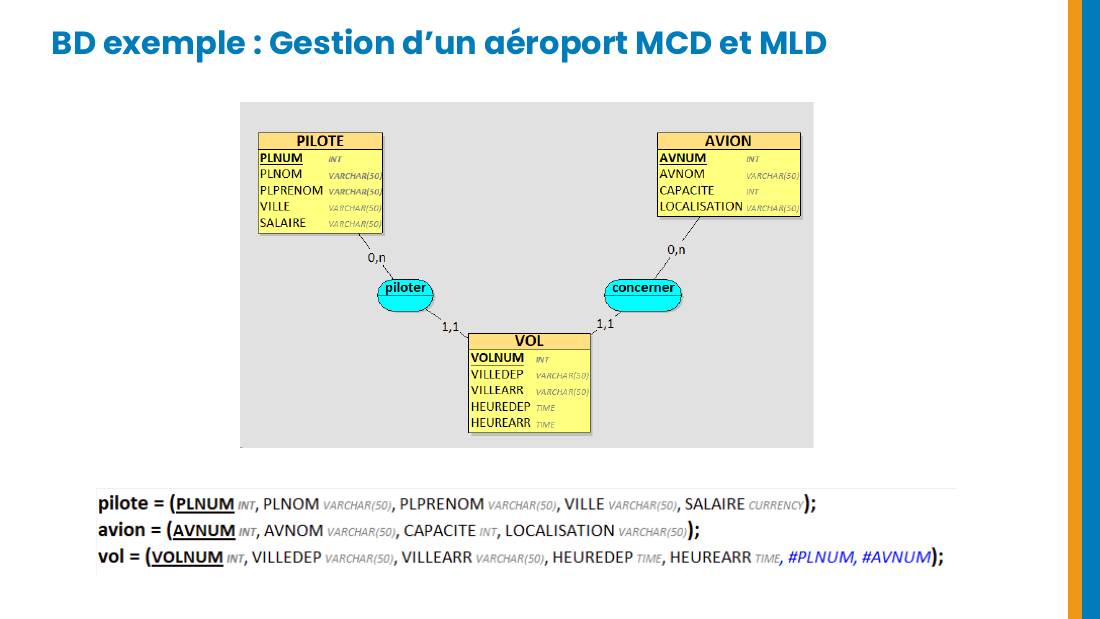 BD exemple : Gestion d’un aéroport MCD et MLD
PILOTE
PLNUM INT
PLNOM VARCHAR(50)
PLPRENOM VARCHAR(50)
VILLE VARCHAR(50)
SALAIRE VARCHAR(50)
AVION
AVNUM INT
AVNOM VARCHAR(50)
CAPACITE INT
LOCALISATION VARCHAR(50)
0,n
0,n
piloter
concerner
1,1
1,1
VOL
VOLNUM INT
VILLEDEP VARCHAR(50)
VILLEARR VARCHAR(50)
HEUREDEP TIME
HEUREARR TIME
pilote = (PLNUM INT, PLNOM VARCHAR(50), PLPRENOM VARCHAR(50), VILLE VARCHAR(50), SALAIRE CURRENCY);
avion = (AVNUM INT, AVNOM VARCHAR(50), CAPACITE INT, LOCALISATION VARCHAR(50));
vol = (VOLNUM INT, VILLEDEP VARCHAR(50), VILLEARR VARCHAR(50), HEUREDEP TIME, HEUREARR TIME, #PLNUM, #AVNUM);